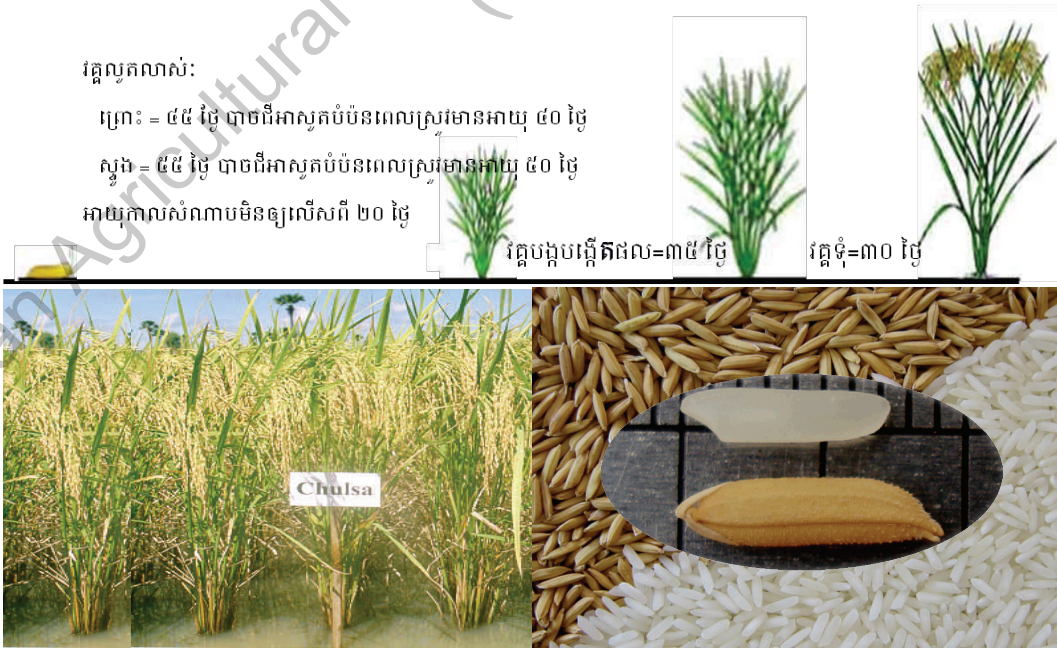 វគ្គលូតលាស់:
ព្រោះ = ៤៥ ថ្ងៃ បាចជីអាសូតបំប៉នពេលស្រូវមានអាយុ ៤០ ថ្ងៃ
ស្ទូង = ៥៥ ថ្ងៃ បាចជីអាសូតបំប៉នពេលស្រូវមានអាយុ ៥០ ថ្ងៃ
អាយុកាលសំណាបមិនឲ្យលើសពី ២០ ថ្ងៃ
វគ្គបង្កបង្កើតផល=៣៥ ថ្ងៃ
វគ្គទុំ=៣០ ថ្ងៃ
Agricultural
Chulsa